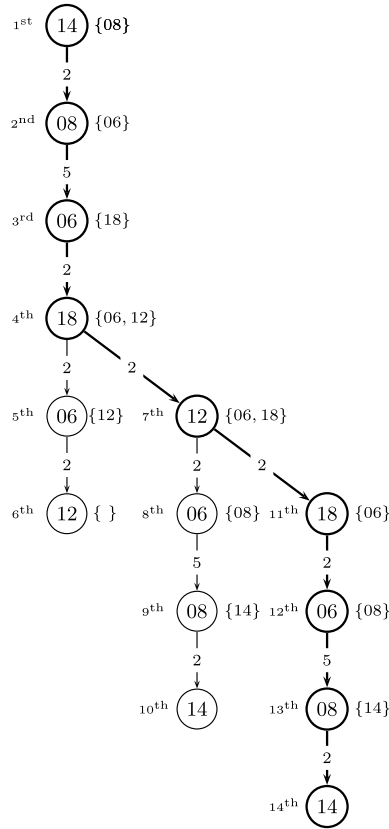 1st 14 {08}
2
2nd 08 {06}
5
3rd 06 {18}
2
4th 18 {06, 12}
2 2
5th 06 {12} 7th 12 {06, 18}
2 2 2
6th 12 { } 8th 06 {08} 11th 18 {06}
5 2
9th 08 {14} 12th 06 {08}
2 5
10th 14 13th 08 {14}
2
14th 14